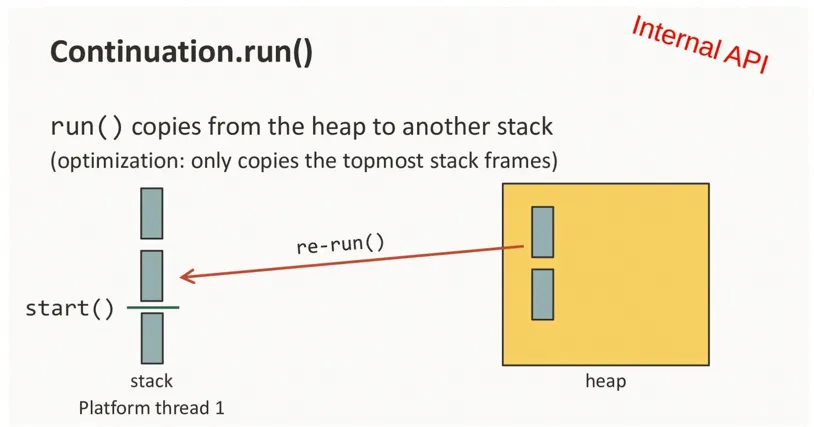 Internal API
Continuation.run()
run() copies from the heap to another stack
(optimization: only copies the topmost stack frames)
re-run()
start()
stack
heap
Platform thread 1